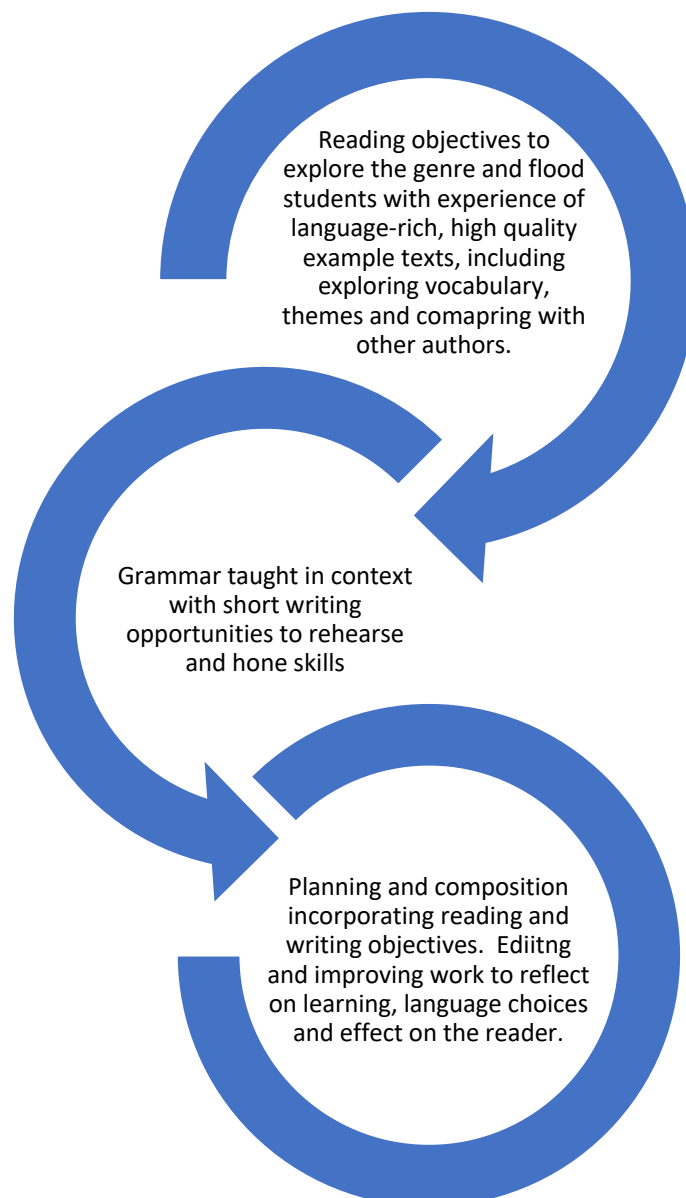 Reading objectives to
explore the genre and flood
students with experience of
language-rich, high quality
example texts, including
exploring vocabulary,
themes and comapring with
other authors.
Grammar taught in context
with short writing
opportunities to rehearse
and hone skills
Planning and composition
incorporating reading and
writing objectives.  Ediitng
and improving work to reflect
on learning, language choices
and effect on the reader.